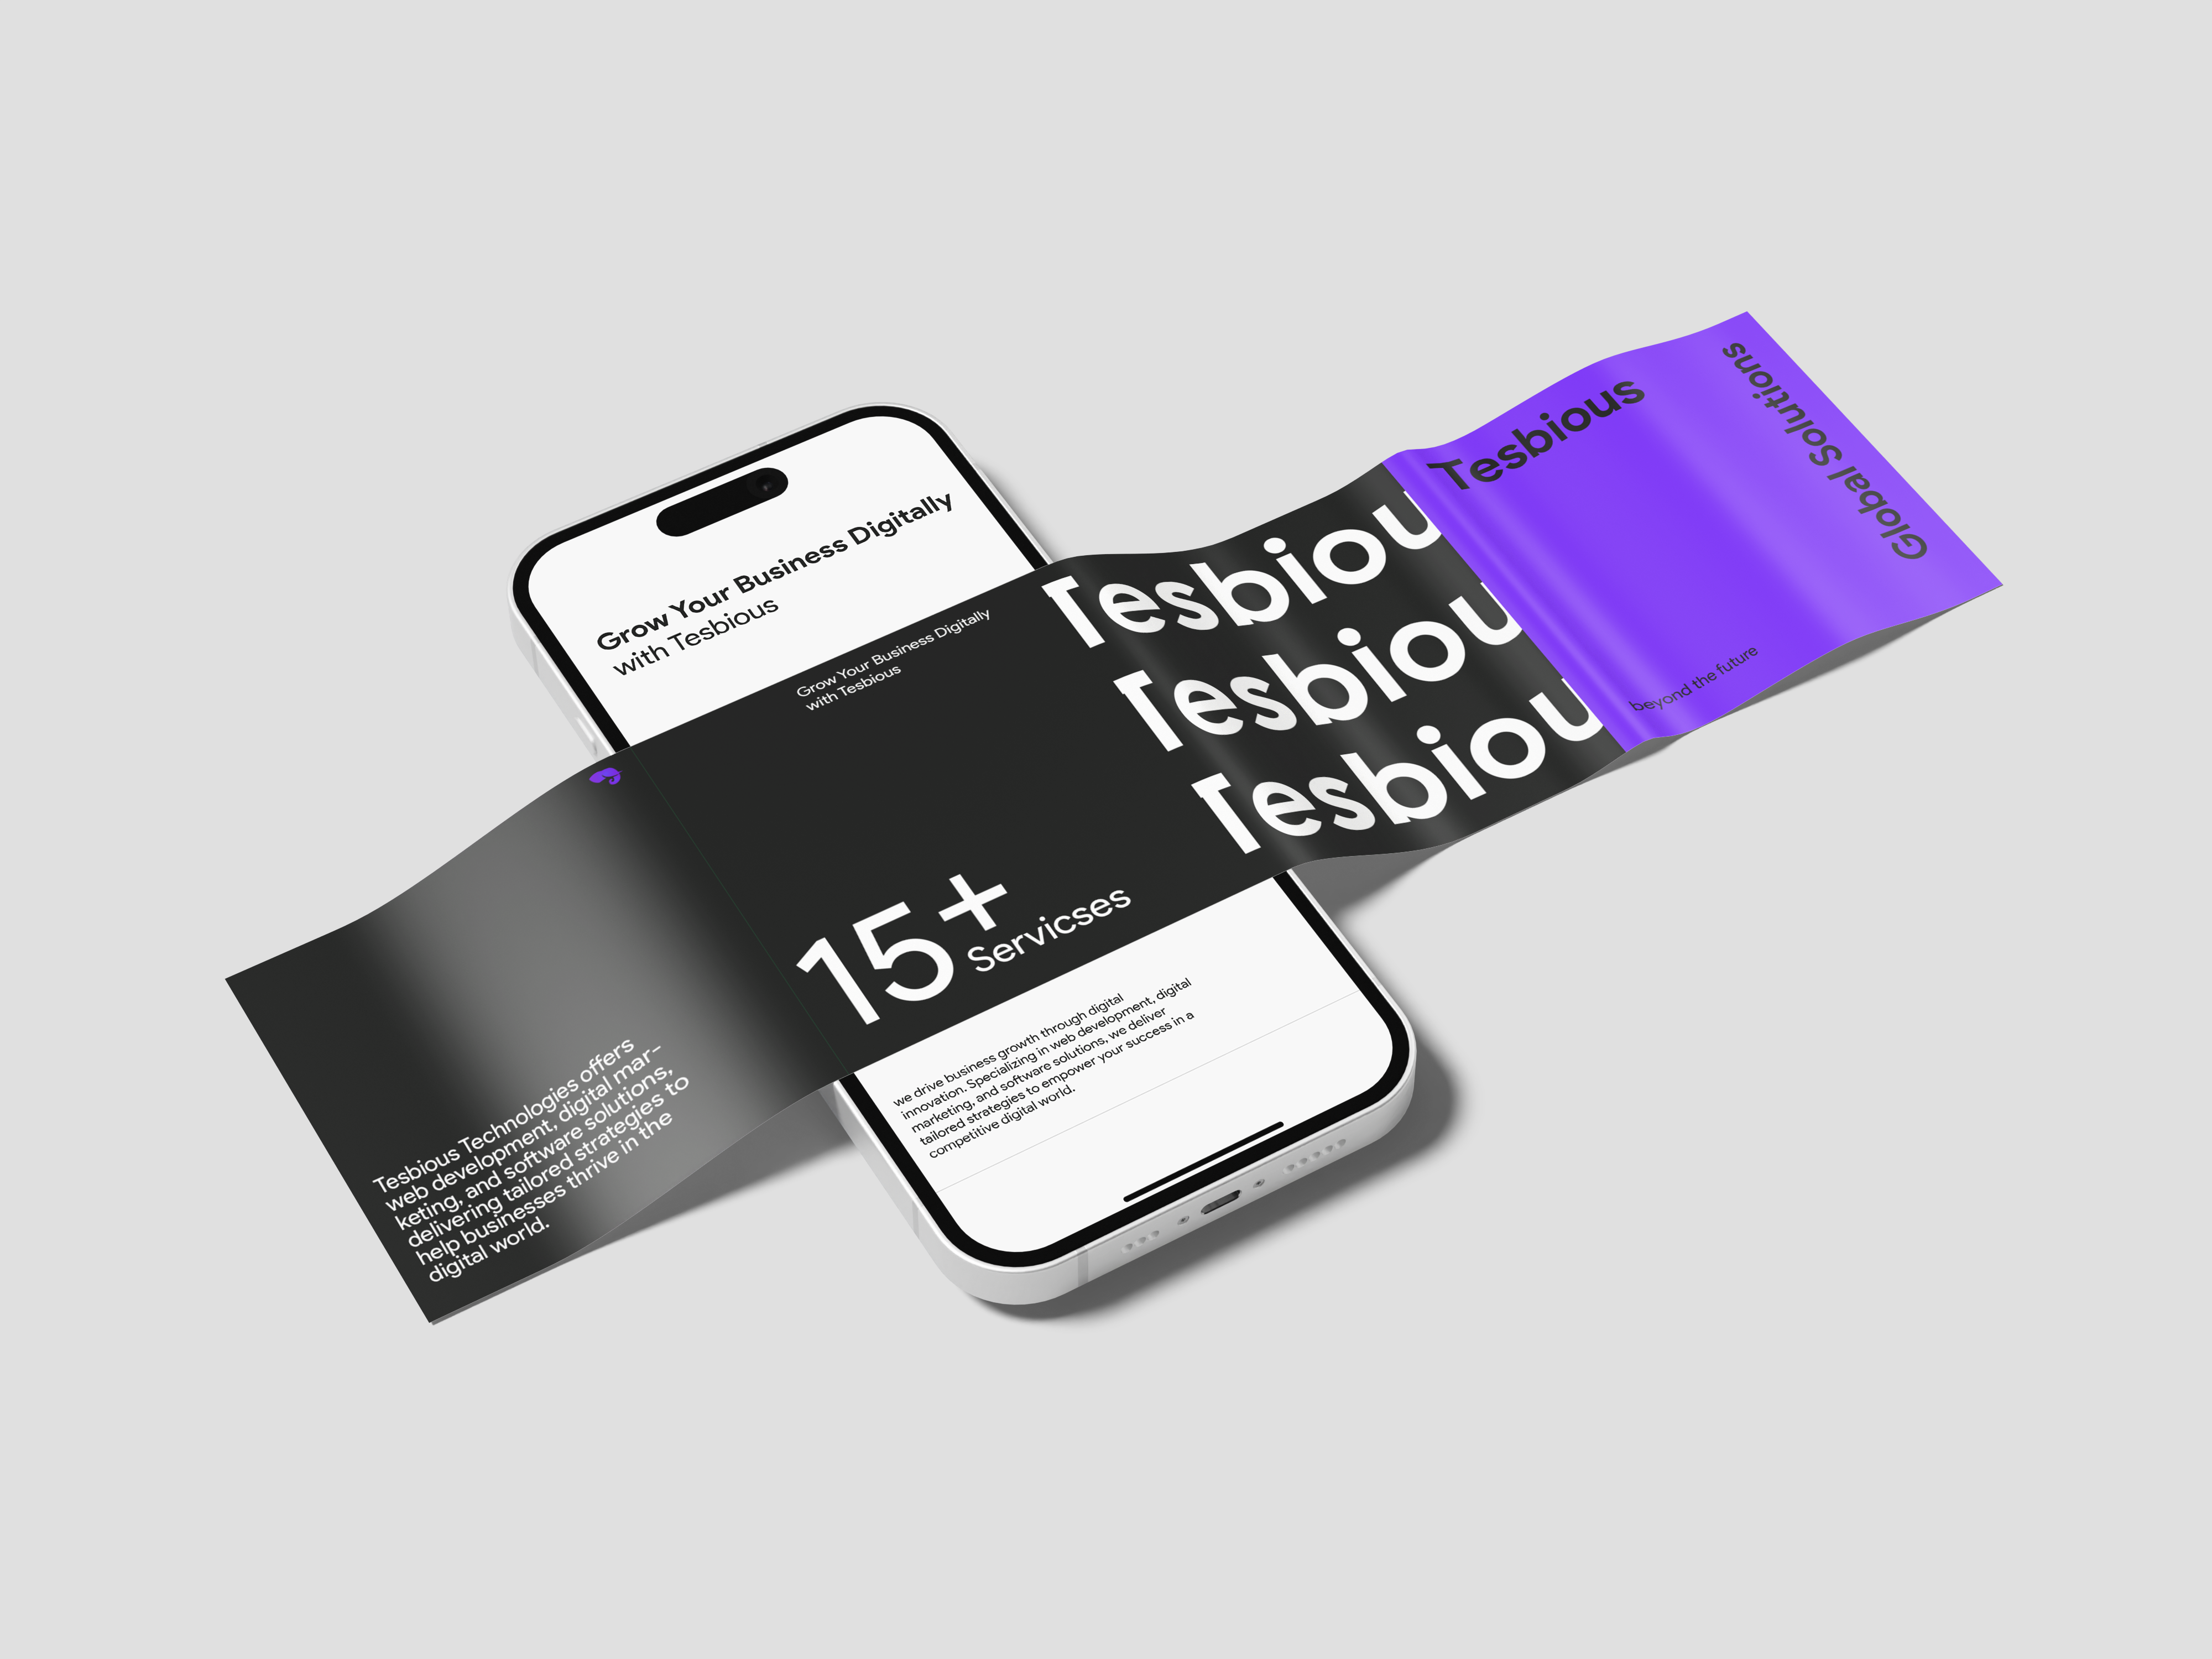 Grow Your Business Digitally
with Tesbious
Grow Your Business Digitally
with Tesbious
15+
Servicses
we drive business growth through digital
innovation. Specializing in web development, digital
marketing, and software solutions, we deliver
tailored strategies to empower your success in a
competitive digital world.
Tesbious Technologies offers
web development, digital mar-
keting, and software solutions,
delivering tailored strategies to
help businesses thrive in the
digital world.
Tesbiou
Tesbiou
Tesbiou
Tesbious
beyond the future
Global Solutions